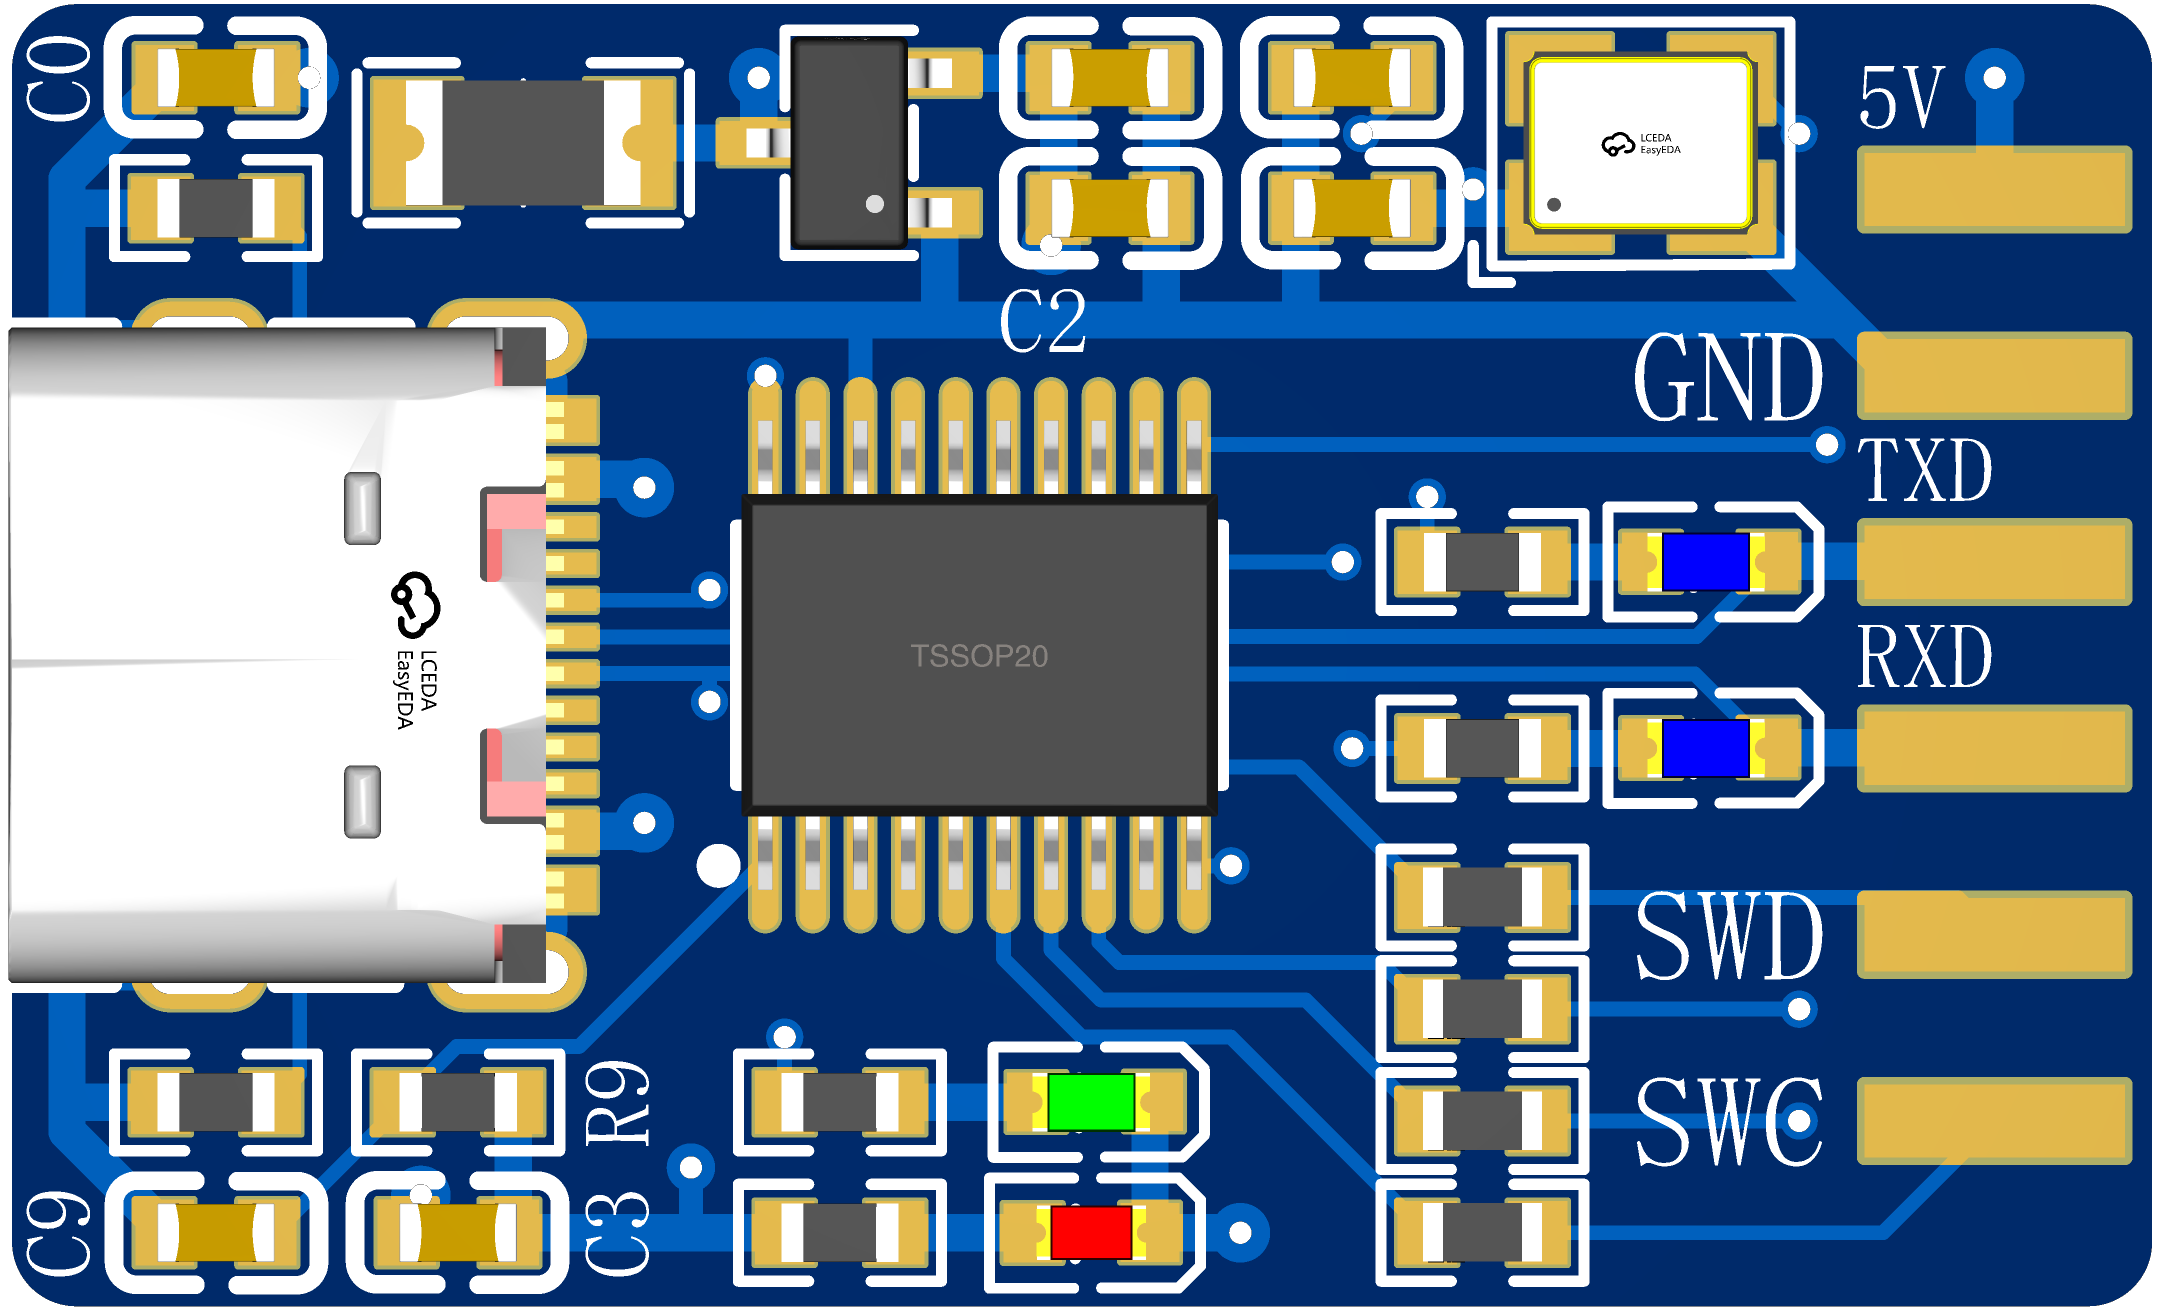 C0
LCEDA
EasyEDA
5V
C2
GND
TXD
LCEDA
EasyEDA
TSSOP20
RXD
SWD
SWC
R9
C9
C3